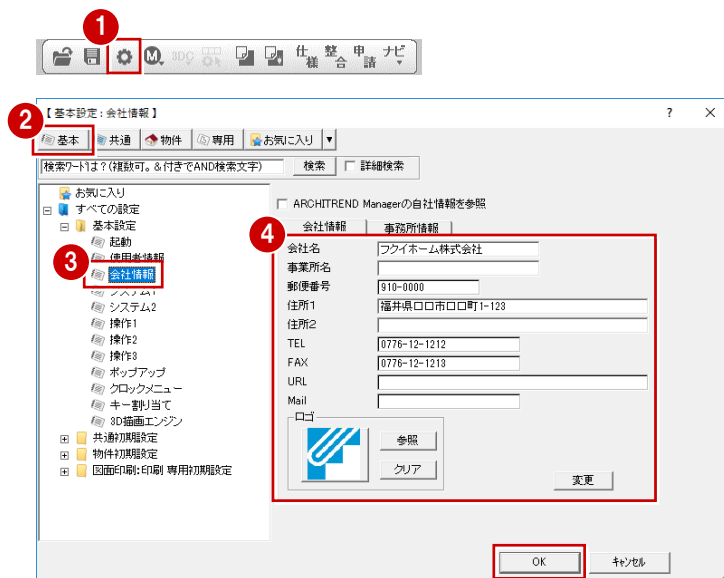 1
3DC
仕様 整合 申請 ナビ
2
【 基本設定 : 会社情報 】 ? ×
基本 共通 物件 専用 お気に入り ▼
検索ワードは？(複数可。&付きでAND検索文字) 検索 詳細検索
お気に入り
すべての設定
基本設定
起動
使用者情報
3
会社情報
システム1
システム2
操作1
操作2
操作3
ポップアップ
クロックメニュー
キー割り当て
3D描画エンジン
共通初期設定
物件初期設定
図面印刷:印刷 専用初期設定
ARCHITREND Managerの自社情報を参照
4
会社情報 事務所情報
会社名 フクイホーム株式会社
事業所名
郵便番号 910-0000
住所1 福井県口口市口口町1-123
住所2
TEL 0776-12-1212
FAX 0776-12-1213
URL
Mail
ロゴ
参照
クリア
変更
OK キャンセル